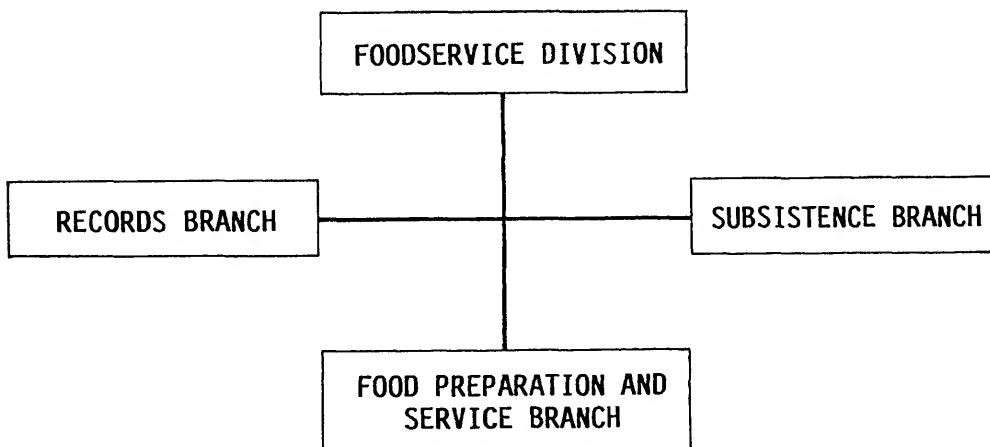 FOODSERVICE DIVISION
RECORDS BRANCH
SUBSISTENCE BRANCH
FOOD PREPARATION AND
SERVICE BRANCH